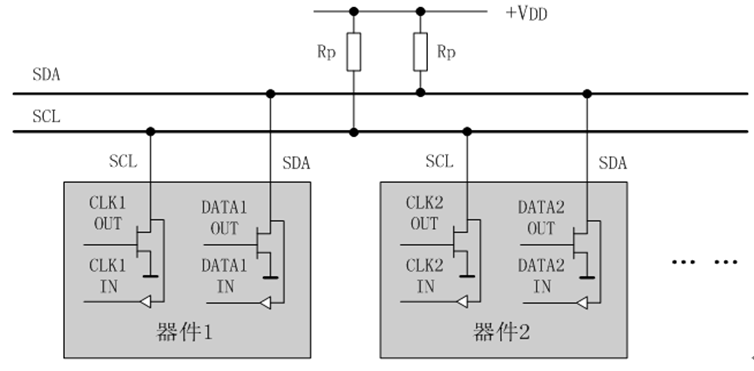 +VDD
Rp
Rp
SDA
SCL
SCL
SDA
SCL
SDA
CLK1
OUT
DATA1
OUT
CLK2
OUT
DATA2
OUT
CLK1
IN
DATA1
IN
CLK2
IN
DATA2
IN
... ...
器件1
器件2